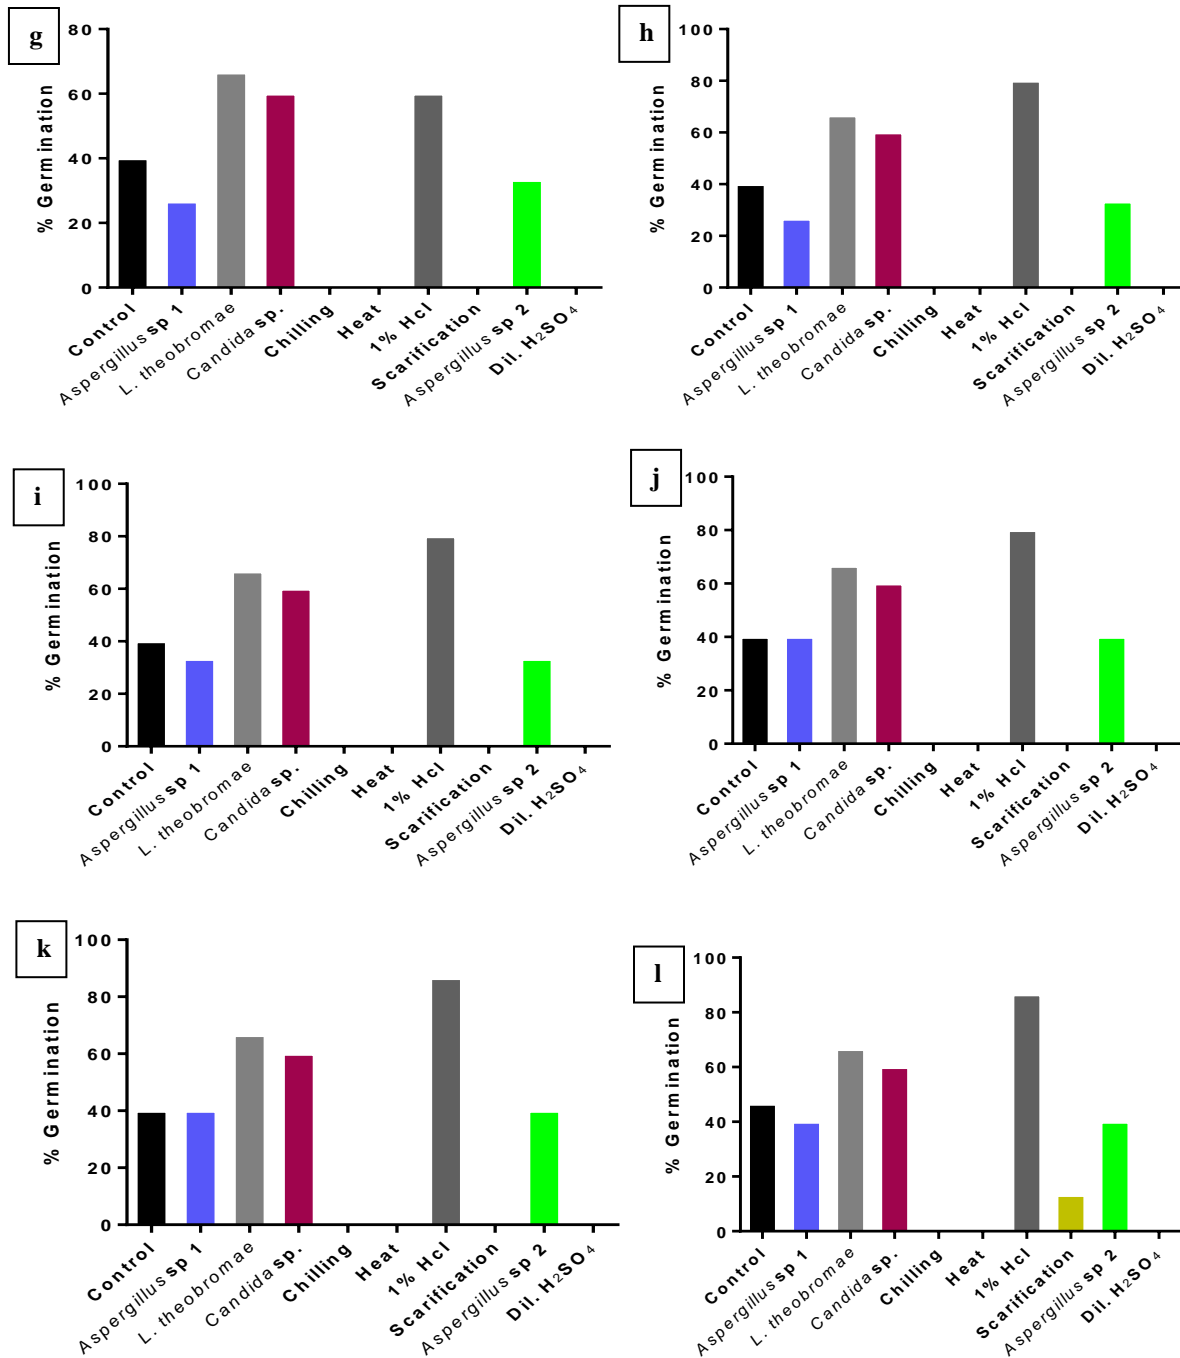 g
80
60
40
20
0
% Germination
Control
Aspergillus sp 1
L. theobromae
Candida sp.
Chilling
Heat
1% Hcl
Scarification
Aspergillus sp 2
Dil. H₂SO₄
h
100
80
60
40
20
0
% Germination
Control
Aspergillus sp 1
L. theobromae
Candida sp.
Chilling
Heat
1% Hcl
Scarification
Aspergillus sp 2
Dil. H₂SO₄
i
100
80
60
40
20
0
% Germination
Control
Aspergillus sp 1
L. theobromae
Candida sp.
Chilling
Heat
1% Hcl
Scarification
Aspergillus sp 2
Dil. H₂SO₄
j
100
80
60
40
20
0
% Germination
Control
Aspergillus sp 1
L. theobromae
Candida sp.
Chilling
Heat
1% Hcl
Scarification
Aspergillus sp 2
Dil. H₂SO₄
k
100
80
60
40
20
0
% Germination
Control
Aspergillus sp 1
L. theobromae
Candida sp.
Chilling
Heat
1% Hcl
Scarification
Aspergillus sp 2
Dil. H₂SO₄
l
100
80
60
40
20
0
% Germination
Control
Aspergillus sp 1
L. theobromae
Candida sp.
Chilling
Heat
1% Hcl
Scarification
Aspergillus sp 2
Dil. H₂SO₄